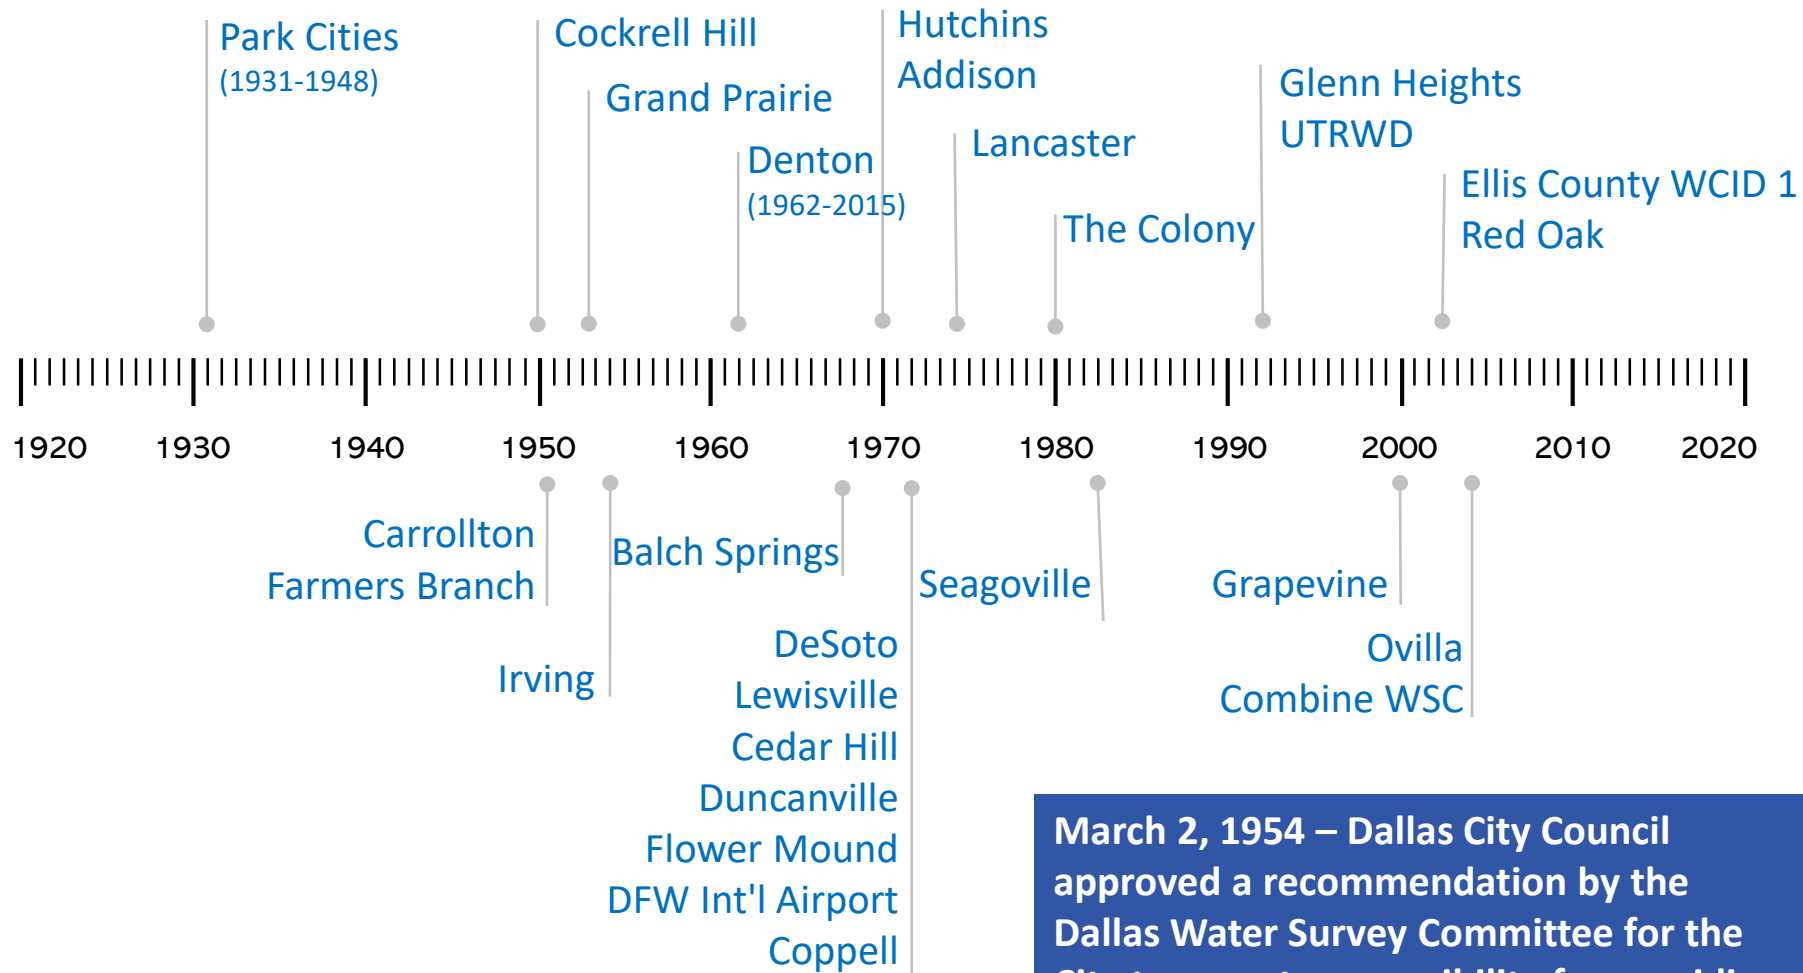 Park Cities
(1931-1948)
Cockrell Hill
Grand Prairie
Denton
(1962-2015)
Hutchins
Addison
Lancaster
The Colony
Glenn Heights
UTRWD
Ellis County WCID 1
Red Oak
1920 1930 1940 1950 1960 1970 1980 1990 2000 2010 2020
Carrollton
Farmers Branch
Irving
Balch Springs
DeSoto
Lewisville
Cedar Hill
Duncanville
Flower Mound
DFW Int'l Airport
Coppell
Seagoville
Grapevine
Ovilla
Combine WSC
March 2, 1954 – Dallas City Council
approved a recommendation by the
Dallas Water Survey Committee for the